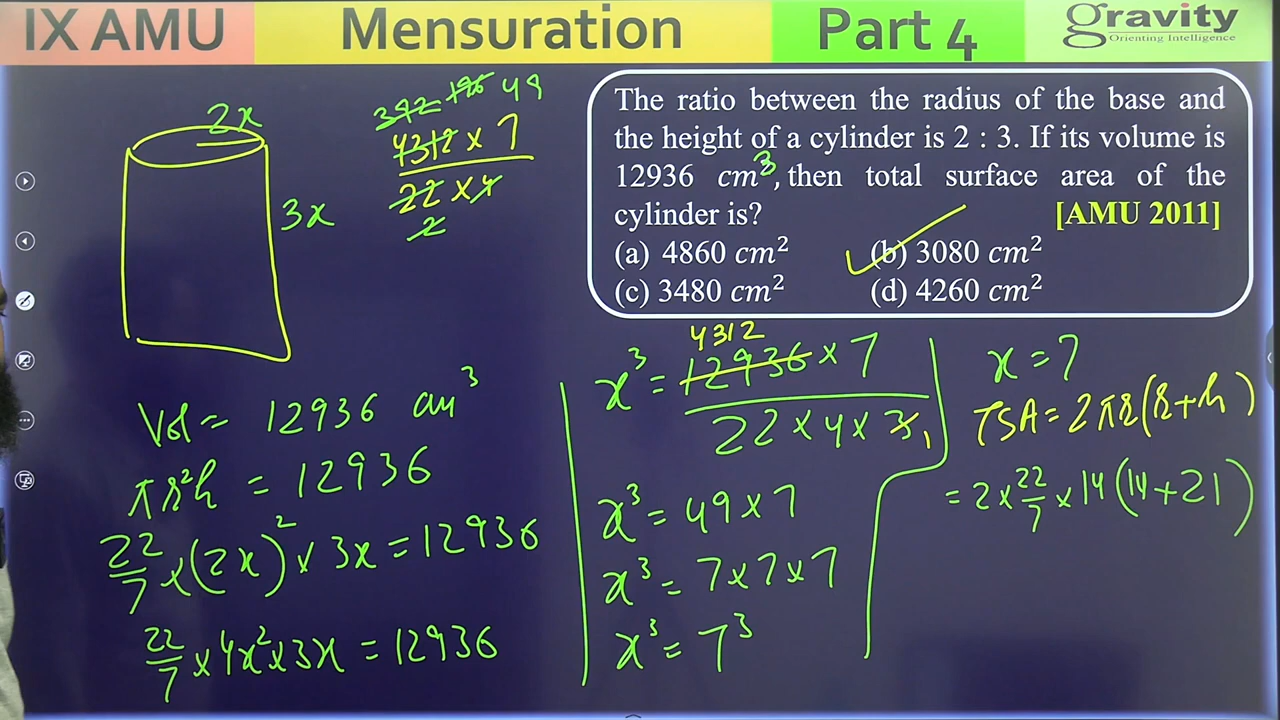 IX AMU
Mensuration
Part 4
gravity
Orienting Intelligence
The ratio between the radius of the base and
the height of a cylinder is 2 : 3. If its volume is
12936 cm³, then total surface area of the
cylinder is?
[AMU 2011]
(a) 4860 cm²
(b) 3080 cm²
(c) 3480 cm²
(d) 4260 cm²
2x
3x
392 196 49
4312 × 7
22 × 4
2
Vol = 12936 cm³
πr²h = 12936
22/7 × (2x)² × 3x = 12936
22/7 × 4x² × 3x = 12936
4312
x³ = 12936 × 7
22 × 4 × 3 1
x³ = 49 × 7
x³ = 7 × 7 × 7
x³ = 7³
x = 7
TSA = 2πr(r+h)
= 2 × 22/7 × 14(14+21)